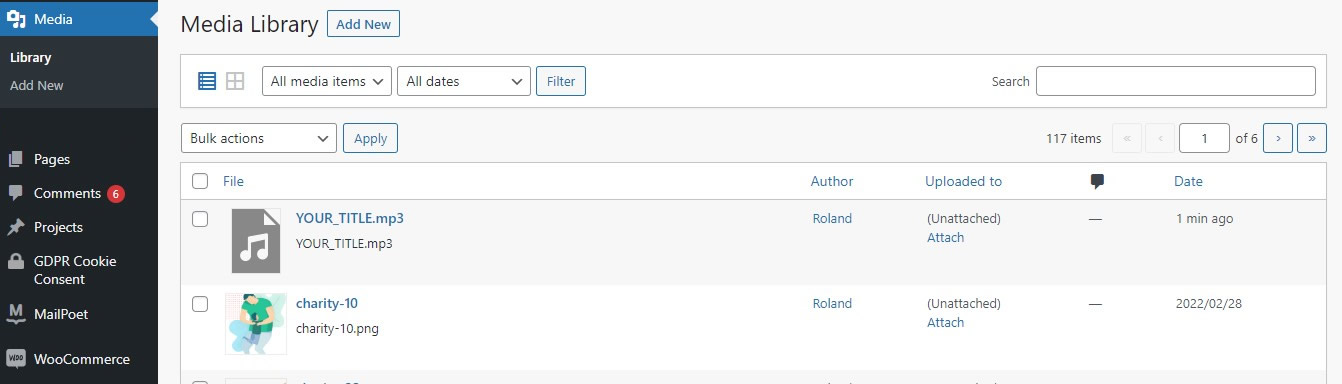 Media
Library
Add New
Pages
Comments 6
Projects
GDPR Cookie
Consent
MailPoet
WOO WooCommerce
Media Library Add New
All media items All dates Filter Search
Bulk actions Apply 117 items « ‹ 1 of 6 › »
File Author Uploaded to Date
YOUR_TITLE.mp3 Roland (Unattached) — 1 min ago
YOUR_TITLE.mp3 Attach
charity-10 Roland (Unattached) — 2022/02/28
charity-10.png Attach